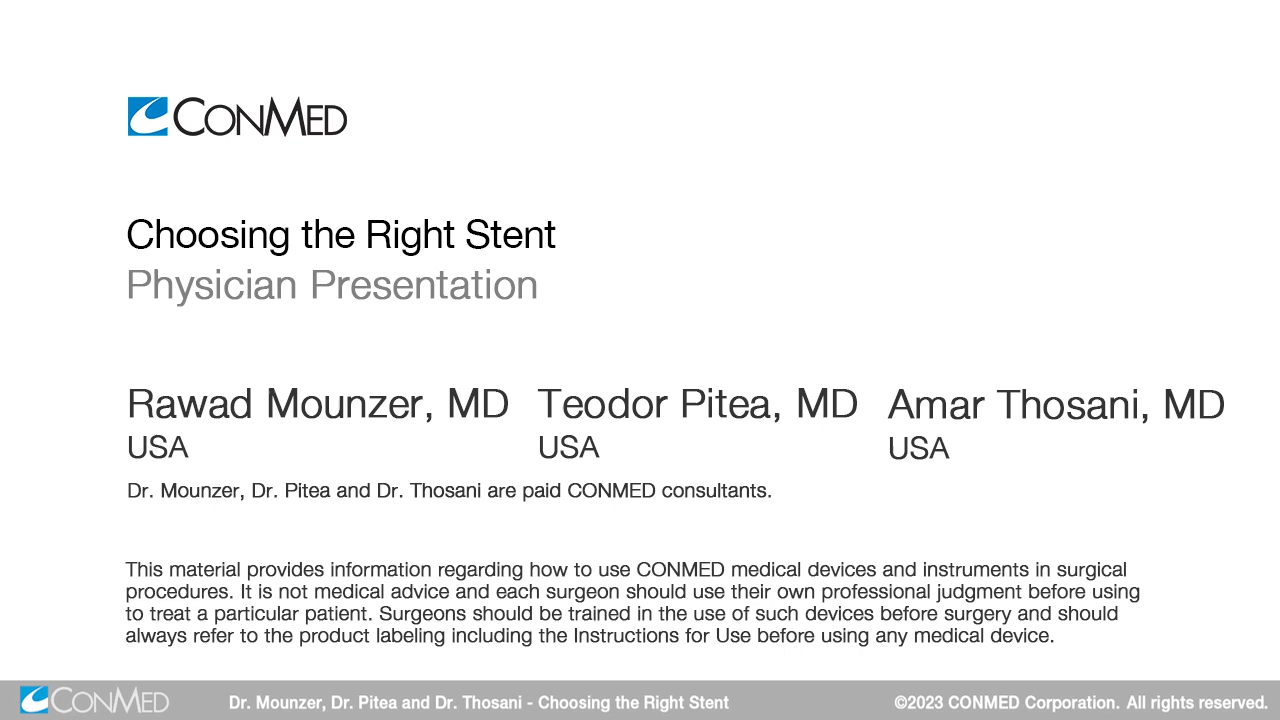 CONMED
Choosing the Right Stent
Physician Presentation
Rawad Mounzer, MD
USA
Teodor Pitea, MD
USA
Amar Thosani, MD
USA
Dr. Mounzer, Dr. Pitea and Dr. Thosani are paid CONMED consultants.
This material provides information regarding how to use CONMED medical devices and instruments in surgical
procedures. It is not medical advice and each surgeon should use their own professional judgment before using
to treat a particular patient. Surgeons should be trained in the use of such devices before surgery and should
always refer to the product labeling including the Instructions for Use before using any medical device.
CONMED
Dr. Mounzer, Dr. Pitea and Dr. Thosani - Choosing the Right Stent
©2023 CONMED Corporation. All rights reserved.